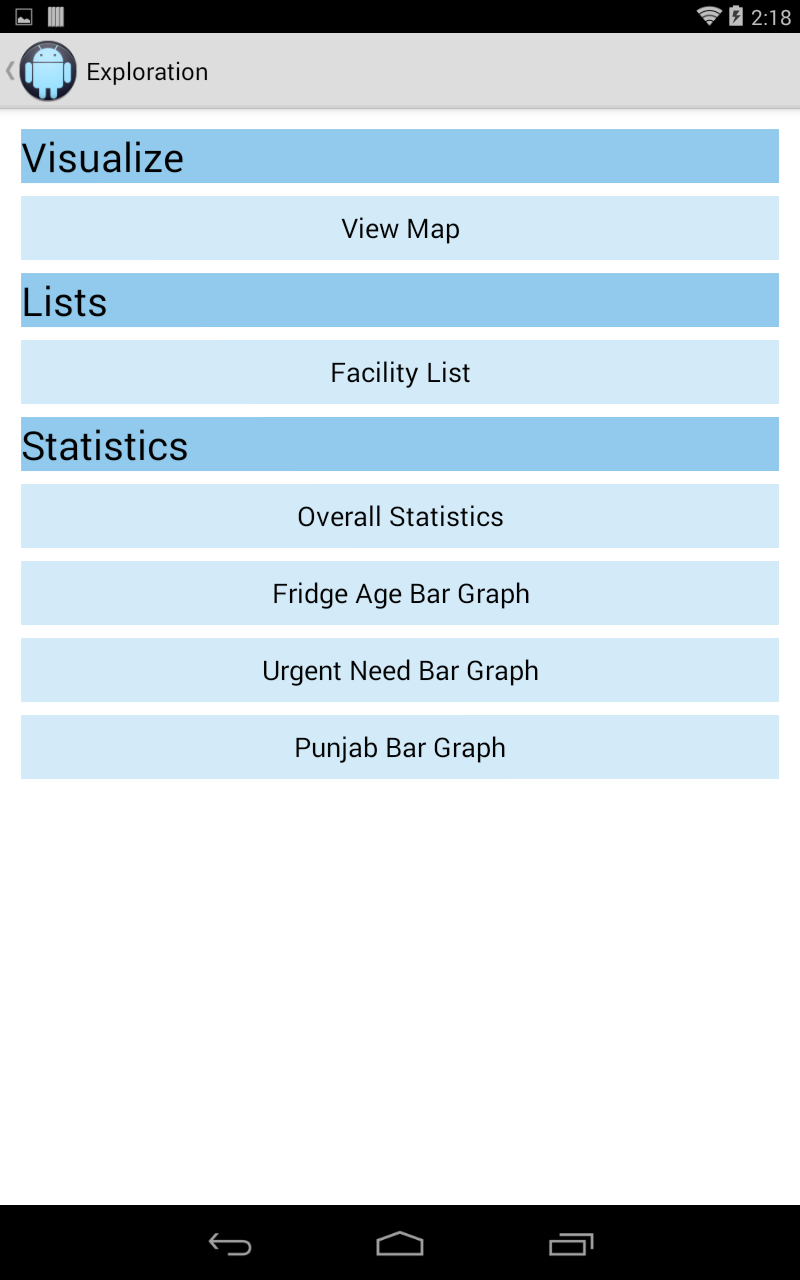 2:18
Exploration
Visualize
View Map
Lists
Facility List
Statistics
Overall Statistics
Fridge Age Bar Graph
Urgent Need Bar Graph
Punjab Bar Graph